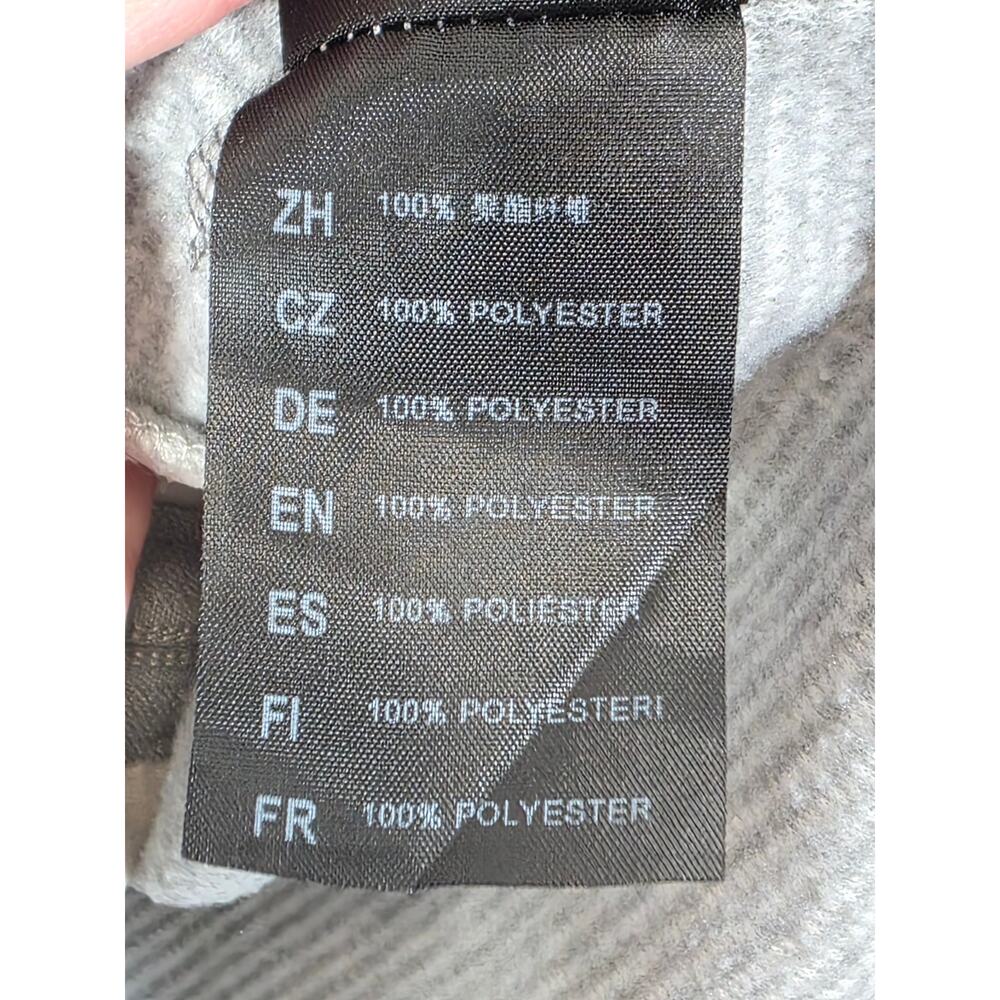 ZH 100% 聚酯纤维
CZ 100% POLYESTER
DE 100% POLYESTER
EN 100% POLYESTER
ES 100% POLIESTER
FI 100% POLYESTERI
FR 100% POLYESTER